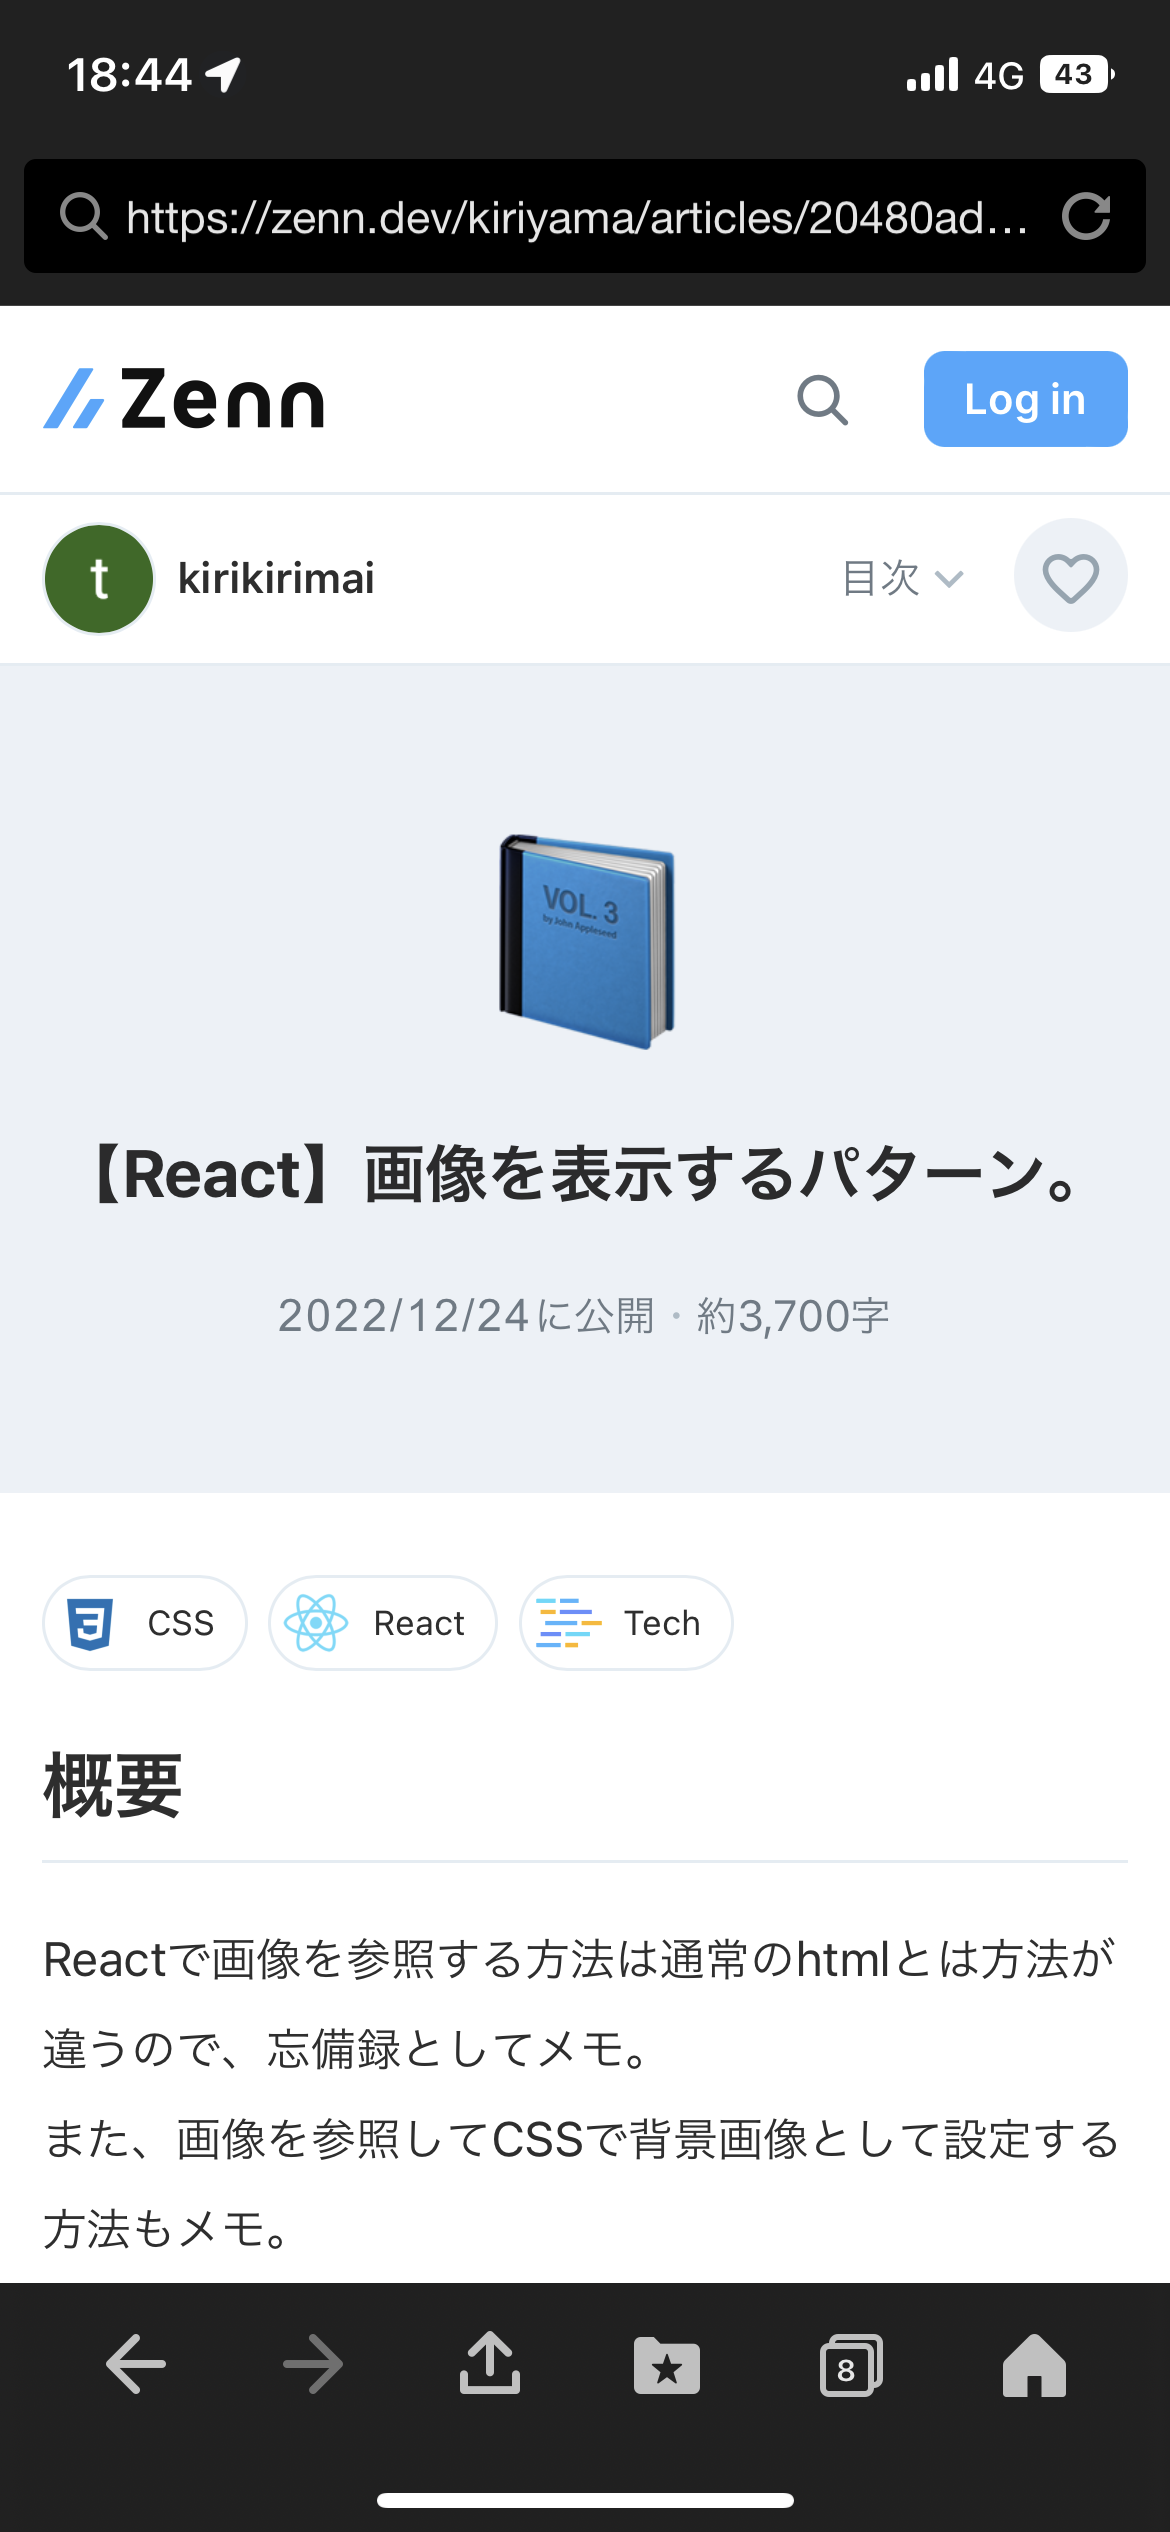 18:44
4G
43
https://zenn.dev/kiriyama/articles/20480ad...
Zenn
Log in
t
kirikirimai
目次
VOL. 3
by John Appleseed
【React】画像を表示するパターン。
2022/12/24に公開・約3,700字
CSS
React
Tech
概要
Reactで画像を参照する方法は通常のhtmlとは方法が
違うので、忘備録としてメモ。
また、画像を参照してCSSで背景画像として設定する
方法もメモ。
8